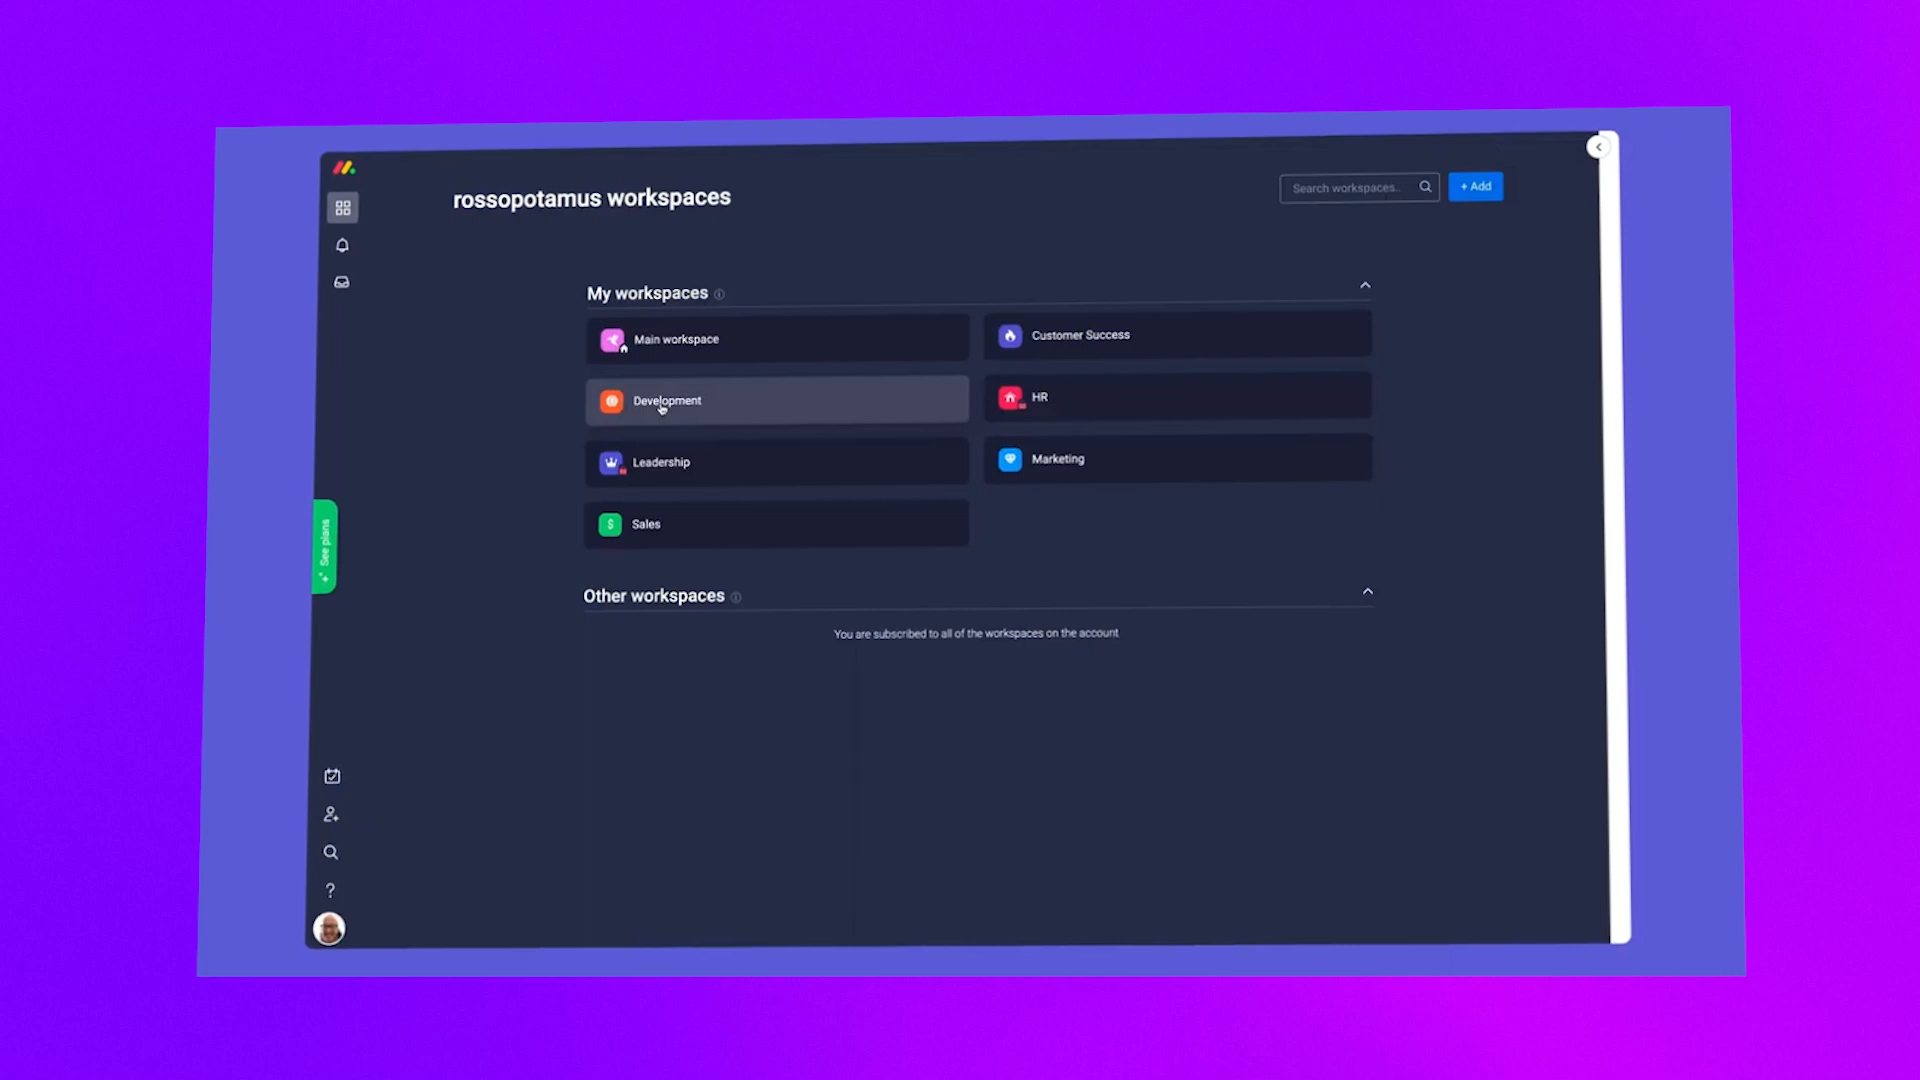 rossopotamus workspaces
Search workspaces..
+ Add
My workspaces
Main workspace
Customer Success
Development
HR
Leadership
Marketing
Sales
See plans
Other workspaces
You are subscribed to all of the workspaces on the account